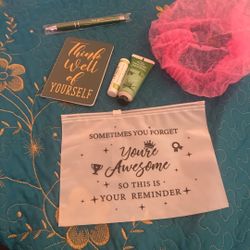 Think
Well
of
YOURSELF
SOMETIMES YOU FORGET
You're
Awesome
SO THIS IS
YOUR REMINDER